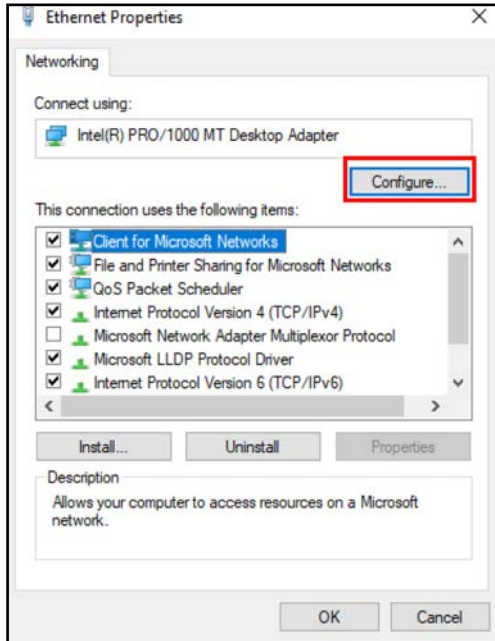 Ethernet Properties
Networking
Connect using:
Intel(R) PRO/1000 MT Desktop Adapter
Configure...
This connection uses the following items:
Client for Microsoft Networks
File and Printer Sharing for Microsoft Networks
QoS Packet Scheduler
Internet Protocol Version 4 (TCP/IPv4)
Microsoft Network Adapter Multiplexor Protocol
Microsoft LLDP Protocol Driver
Internet Protocol Version 6 (TCP/IPv6)
Install... Uninstall Properties
Description
Allows your computer to access resources on a Microsoft
network.
OK Cancel